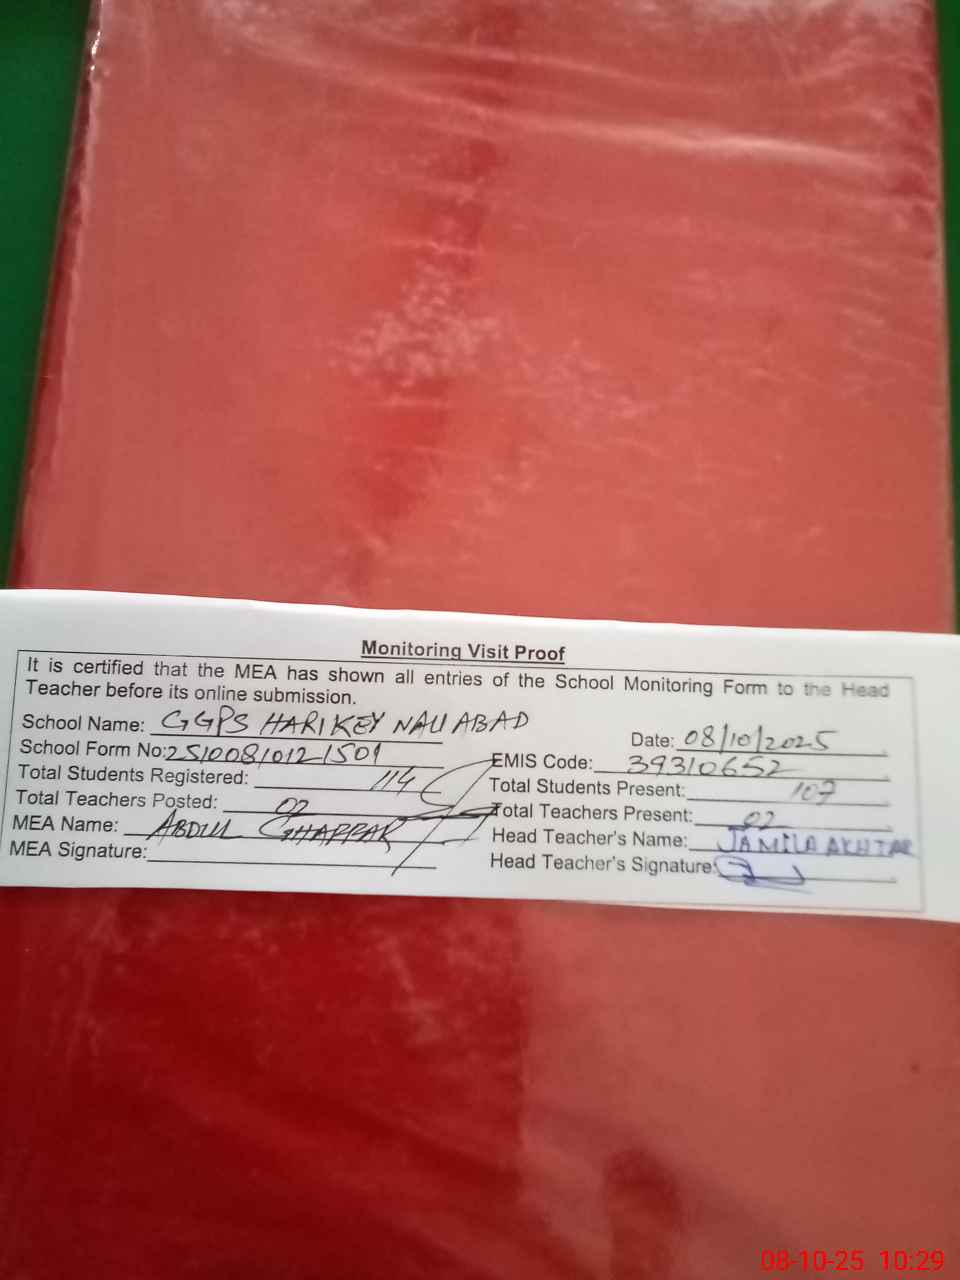 Monitoring Visit Proof
It is certified that the MEA has shown all entries of the School Monitoring Form to the Head
Teacher before its online submission.
School Name: GGPS HARIKEY NAU ABAD
Date: 08/10/2025
School Form No: 25100810121509
EMIS Code: 39310652
Total Students Registered: 114
Total Students Present: 107
Total Teachers Posted: 02
Total Teachers Present: 02
MEA Name: ABDUL GHAFFAR
Head Teacher's Name: JAMILA AKHTAR
MEA Signature:
Head Teacher's Signature:
08-10-25 10:29